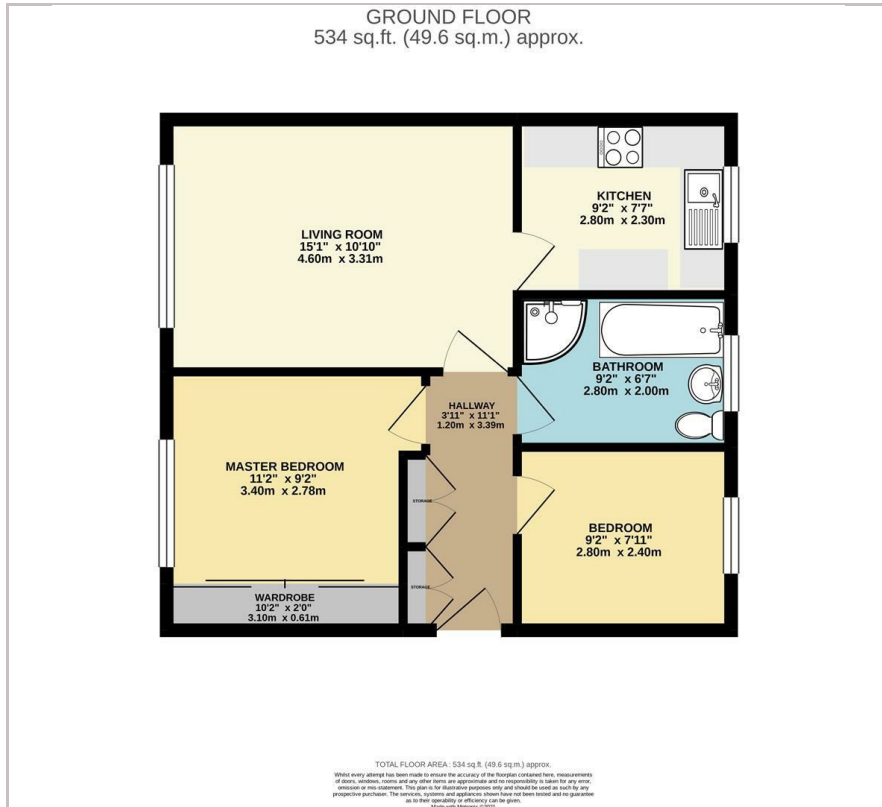 GROUND FLOOR
534 sq.ft. (49.6 sq.m.) approx.
KITCHEN
9'2" x 7'7"
2.80m x 2.30m
LIVING ROOM
15'1" x 10'10"
4.60m x 3.31m
BATHROOM
9'2" x 6'7"
2.80m x 2.00m
HALLWAY
3'11" x 11'1"
1.20m x 3.39m
MASTER BEDROOM
11'2" x 9'2"
3.40m x 2.78m
STORAGE
BEDROOM
9'2" x 7'11"
2.80m x 2.40m
STORAGE
WARDROBE
10'2" x 2'0"
3.10m x 0.61m
TOTAL FLOOR AREA : 534 sq.ft. (49.6 sq.m.) approx.
Whilst every attempt has been made to ensure the accuracy of the floorplan contained here, measurements
of doors, windows, rooms and any other items are approximate and no responsibility is taken for any error,
omission or mis-statement. This plan is for illustrative purposes only and should be used as such by any
prospective purchaser. The services, systems and appliances shown have not been tested and no guarantee
as to their operability or efficiency can be given.
Made with Metropix